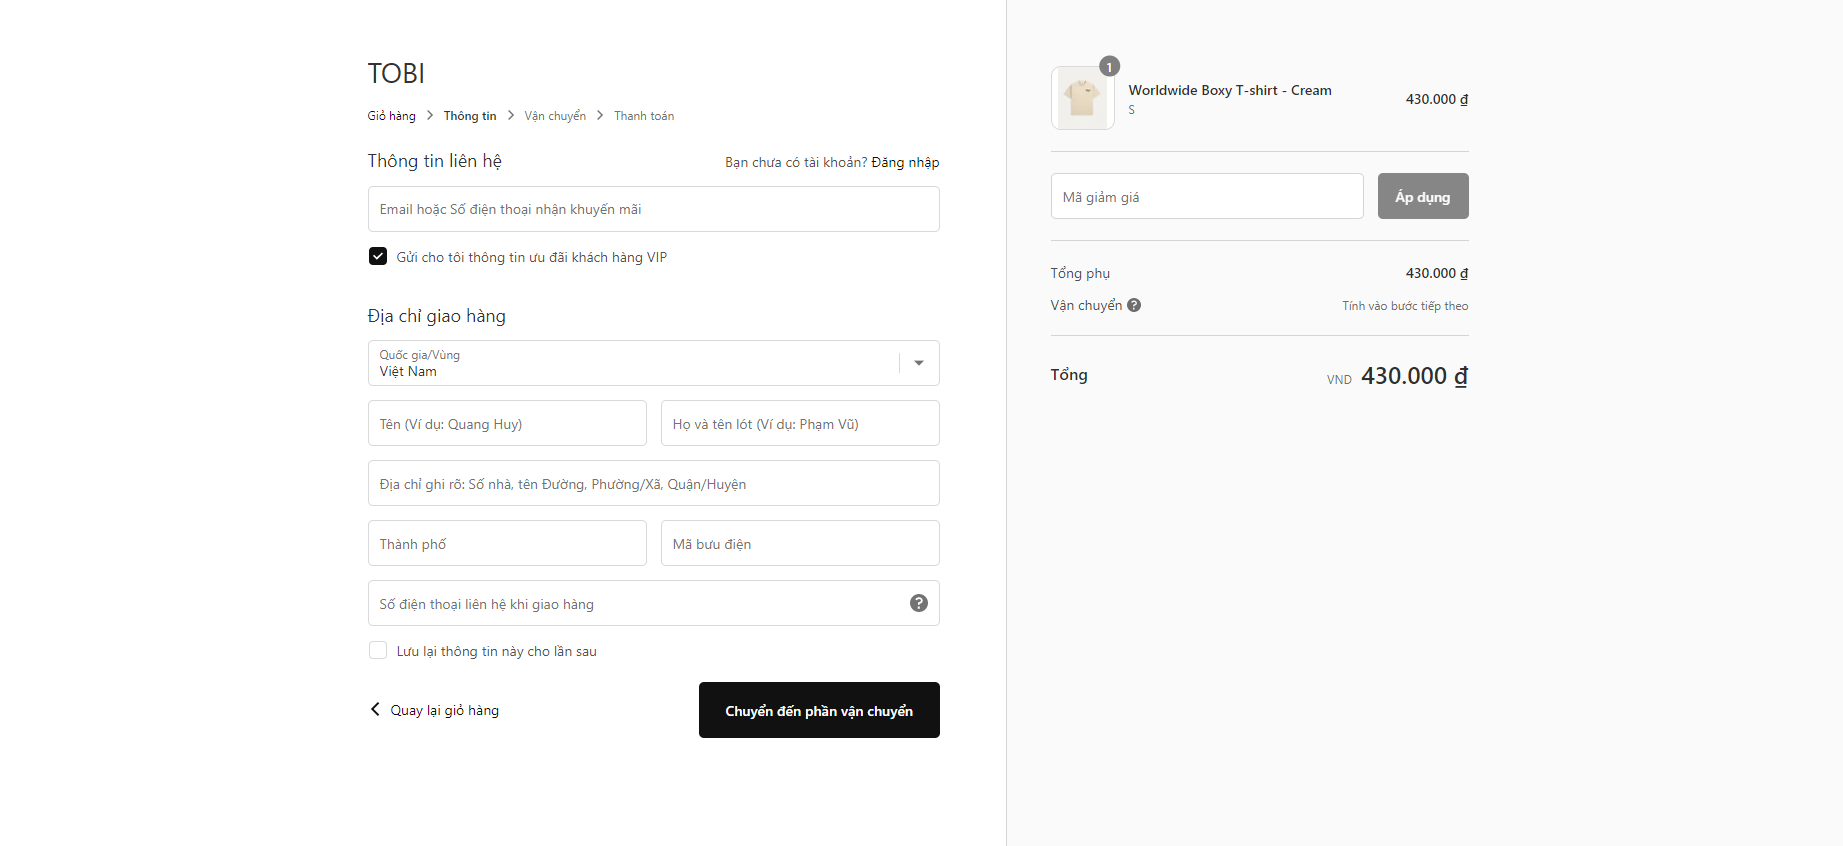 TOBI
Giỏ hàng > Thông tin > Vận chuyển > Thanh toán
Thông tin liên hệ
Bạn chưa có tài khoản? Đăng nhập
Email hoặc Số điện thoại nhận khuyến mãi
Gửi cho tôi thông tin ưu đãi khách hàng VIP
Địa chỉ giao hàng
Quốc gia/Vùng
Việt Nam
Tên (Ví dụ: Quang Huy)
Họ và tên lót (Ví dụ: Phạm Vũ)
Địa chỉ ghi rõ: Số nhà, tên Đường, Phường/Xã, Quận/Huyện
Thành phố
Mã bưu điện
Số điện thoại liên hệ khi giao hàng
?
Lưu lại thông tin này cho lần sau
Quay lại giỏ hàng
Chuyển đến phần vận chuyển
1
Worldwide Boxy T-shirt - Cream
S
430.000 ₫
Mã giảm giá
Áp dụng
Tổng phụ
430.000 ₫
Vận chuyển ?
Tính vào bước tiếp theo
Tổng
VND 430.000 ₫